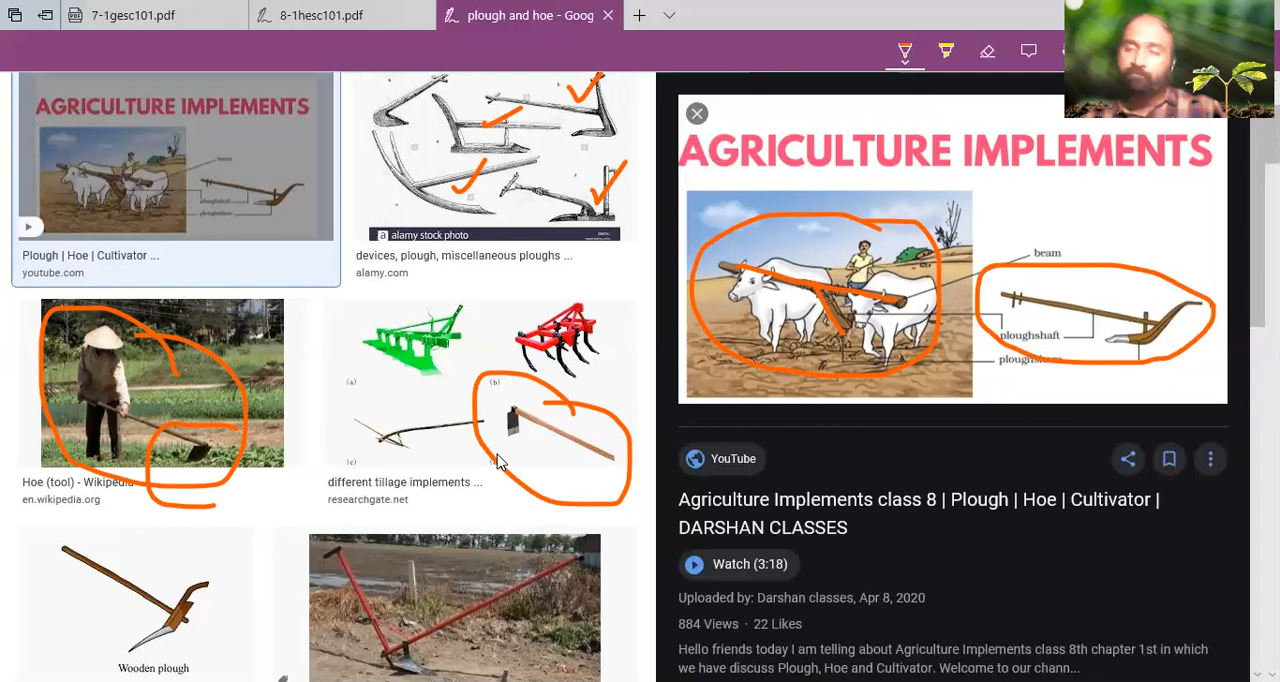 7-1gesc101.pdf
8-1hesc101.pdf
plough and hoe - Goog
AGRICULTURE IMPLEMENTS
beam
ploughshaft
Plough | Hoe | Cultivator ...
youtube.com
a alamy stock photo
devices, plough, miscellaneous ploughs ...
alamy.com
Hoe (tool) - Wikipedia
en.wikipedia.org
(a)
(b)
(c)
different tillage implements ...
researchgate.net
Wooden plough
AGRICULTURE IMPLEMENTS
beam
ploughshaft
YouTube
Agriculture Implements class 8 | Plough | Hoe | Cultivator |
DARSHAN CLASSES
Watch (3:18)
Uploaded by: Darshan classes, Apr 8, 2020
884 Views · 22 Likes
Hello friends today I am telling about Agriculture Implements class 8th chapter 1st in which
we have discuss Plough, Hoe and Cultivator. Welcome to our chann...